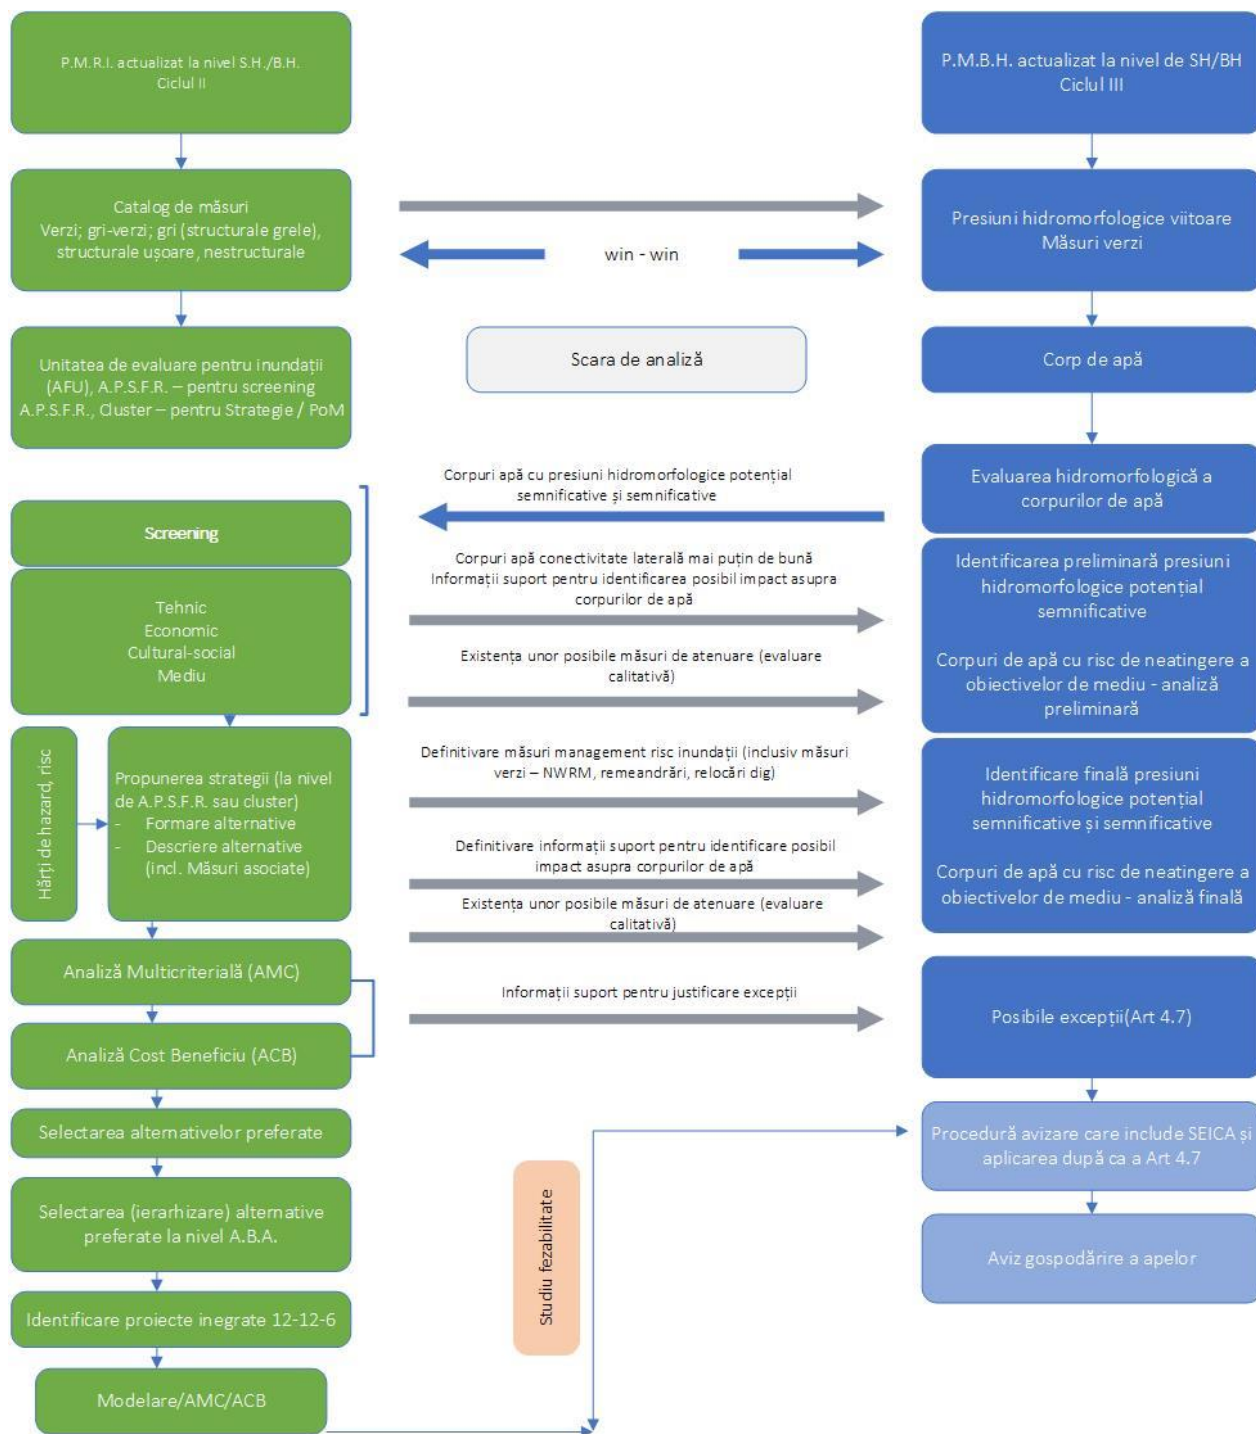 P.M.R.I. actualizat la nivel S.H./B.H.
Ciclul II
P.M.B.H. actualizat la nivel de SH/BH
Ciclul III
Catalog de măsuri
Verzi; gri-verzi; gri (structurale grele),
structurale ușoare, nestructurale
win - win
Presiuni hidromorfologice viitoare
Măsuri verzi
Unitatea de evaluare pentru inundații
(AFU), A.P.S.F.R. – pentru screening
A.P.S.F.R., Cluster – pentru Strategie / PoM
Scara de analiză
Corp de apă
Corpuri apă cu presiuni hidromorfologice potențial
semnificative și semnificative
Evaluarea hidromorfologică a
corpurilor de apă
Screening
Tehnic
Economic
Cultural-social
Mediu
Corpuri apă conectivitate laterală mai puțin de bună
Informații suport pentru identificarea posibil impact asupra
corpurilor de apă
Existența unor posibile măsuri de atenuare (evaluare
calitativă)
Identificarea preliminară presiuni
hidromorfologice potențial
semnificative
Corpuri de apă cu risc de neatingere a
obiectivelor de mediu - analiză
preliminară
Hărți de hazard, risc
Propunerea strategii (la nivel
de A.P.S.F.R. sau cluster)
- Formare alternative
- Descriere alternative
(incl. Măsuri asociate)
Definitivare măsuri management risc inundații (inclusiv măsuri
verzi – NWRM, remeandrări, relocări dig)
Definitivare informații suport pentru identificare posibil
impact asupra corpurilor de apă
Existența unor posibile măsuri de atenuare (evaluare
calitativă)
Identificare finală presiuni
hidromorfologice potențial
semnificative și semnificative
Corpuri de apă cu risc de neatingere a
obiectivelor de mediu - analiză finală
Analiză Multicriterială (AMC)
Informații suport pentru justificare excepții
Posibile excepții(Art 4.7)
Analiză Cost Beneficiu (ACB)
Selectarea alternativelor preferate
Procedură avizare care include SEICA și
aplicarea după ca a Art 4.7
Selectarea (ierarhizare) alternative
preferate la nivel A.B.A.
Studiu fezabilitate
Aviz gospodărire a apelor
Identificare proiecte inegrate 12-12-6
Modelare/AMC/ACB